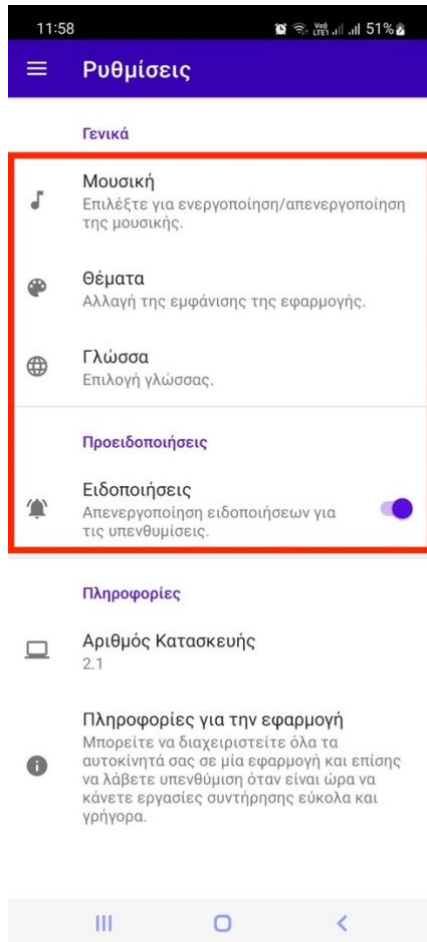 11:58
Vo)) LTE1 51%
Ρυθμίσεις
Γενικά
Μουσική
Επιλέξτε για ενεργοποίηση/απενεργοποίηση
της μουσικής.
Θέματα
Αλλαγή της εμφάνισης της εφαρμογής.
Γλώσσα
Επιλογή γλώσσας.
Προειδοποιήσεις
Ειδοποιήσεις
Απενεργοποίηση ειδοποιήσεων για
τις υπενθυμίσεις.
Πληροφορίες
Αριθμός Κατασκευής
2.1
Πληροφορίες για την εφαρμογή
Μπορείτε να διαχειριστείτε όλα τα
αυτοκίνητά σας σε μία εφαρμογή και επίσης
να λάβετε υπενθύμιση όταν είναι ώρα να
κάνετε εργασίες συντήρησης εύκολα και
γρήγορα.